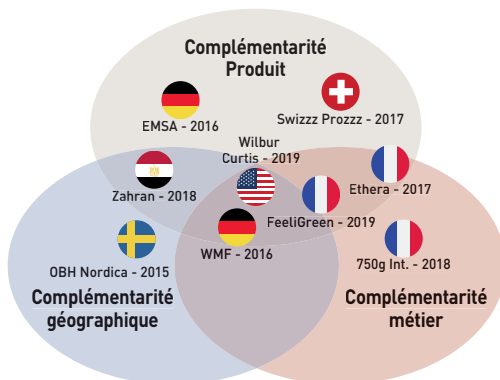 Complémentarité
Produit
EMSA - 2016
Swizzz Prozzz - 2017
Wilbur
Curtis - 2019
Zahran - 2018
Ethera - 2017
FeeliGreen - 2019
WMF - 2016
OBH Nordica - 2015
750g Int. - 2018
Complémentarité
géographique
Complémentarité
métier